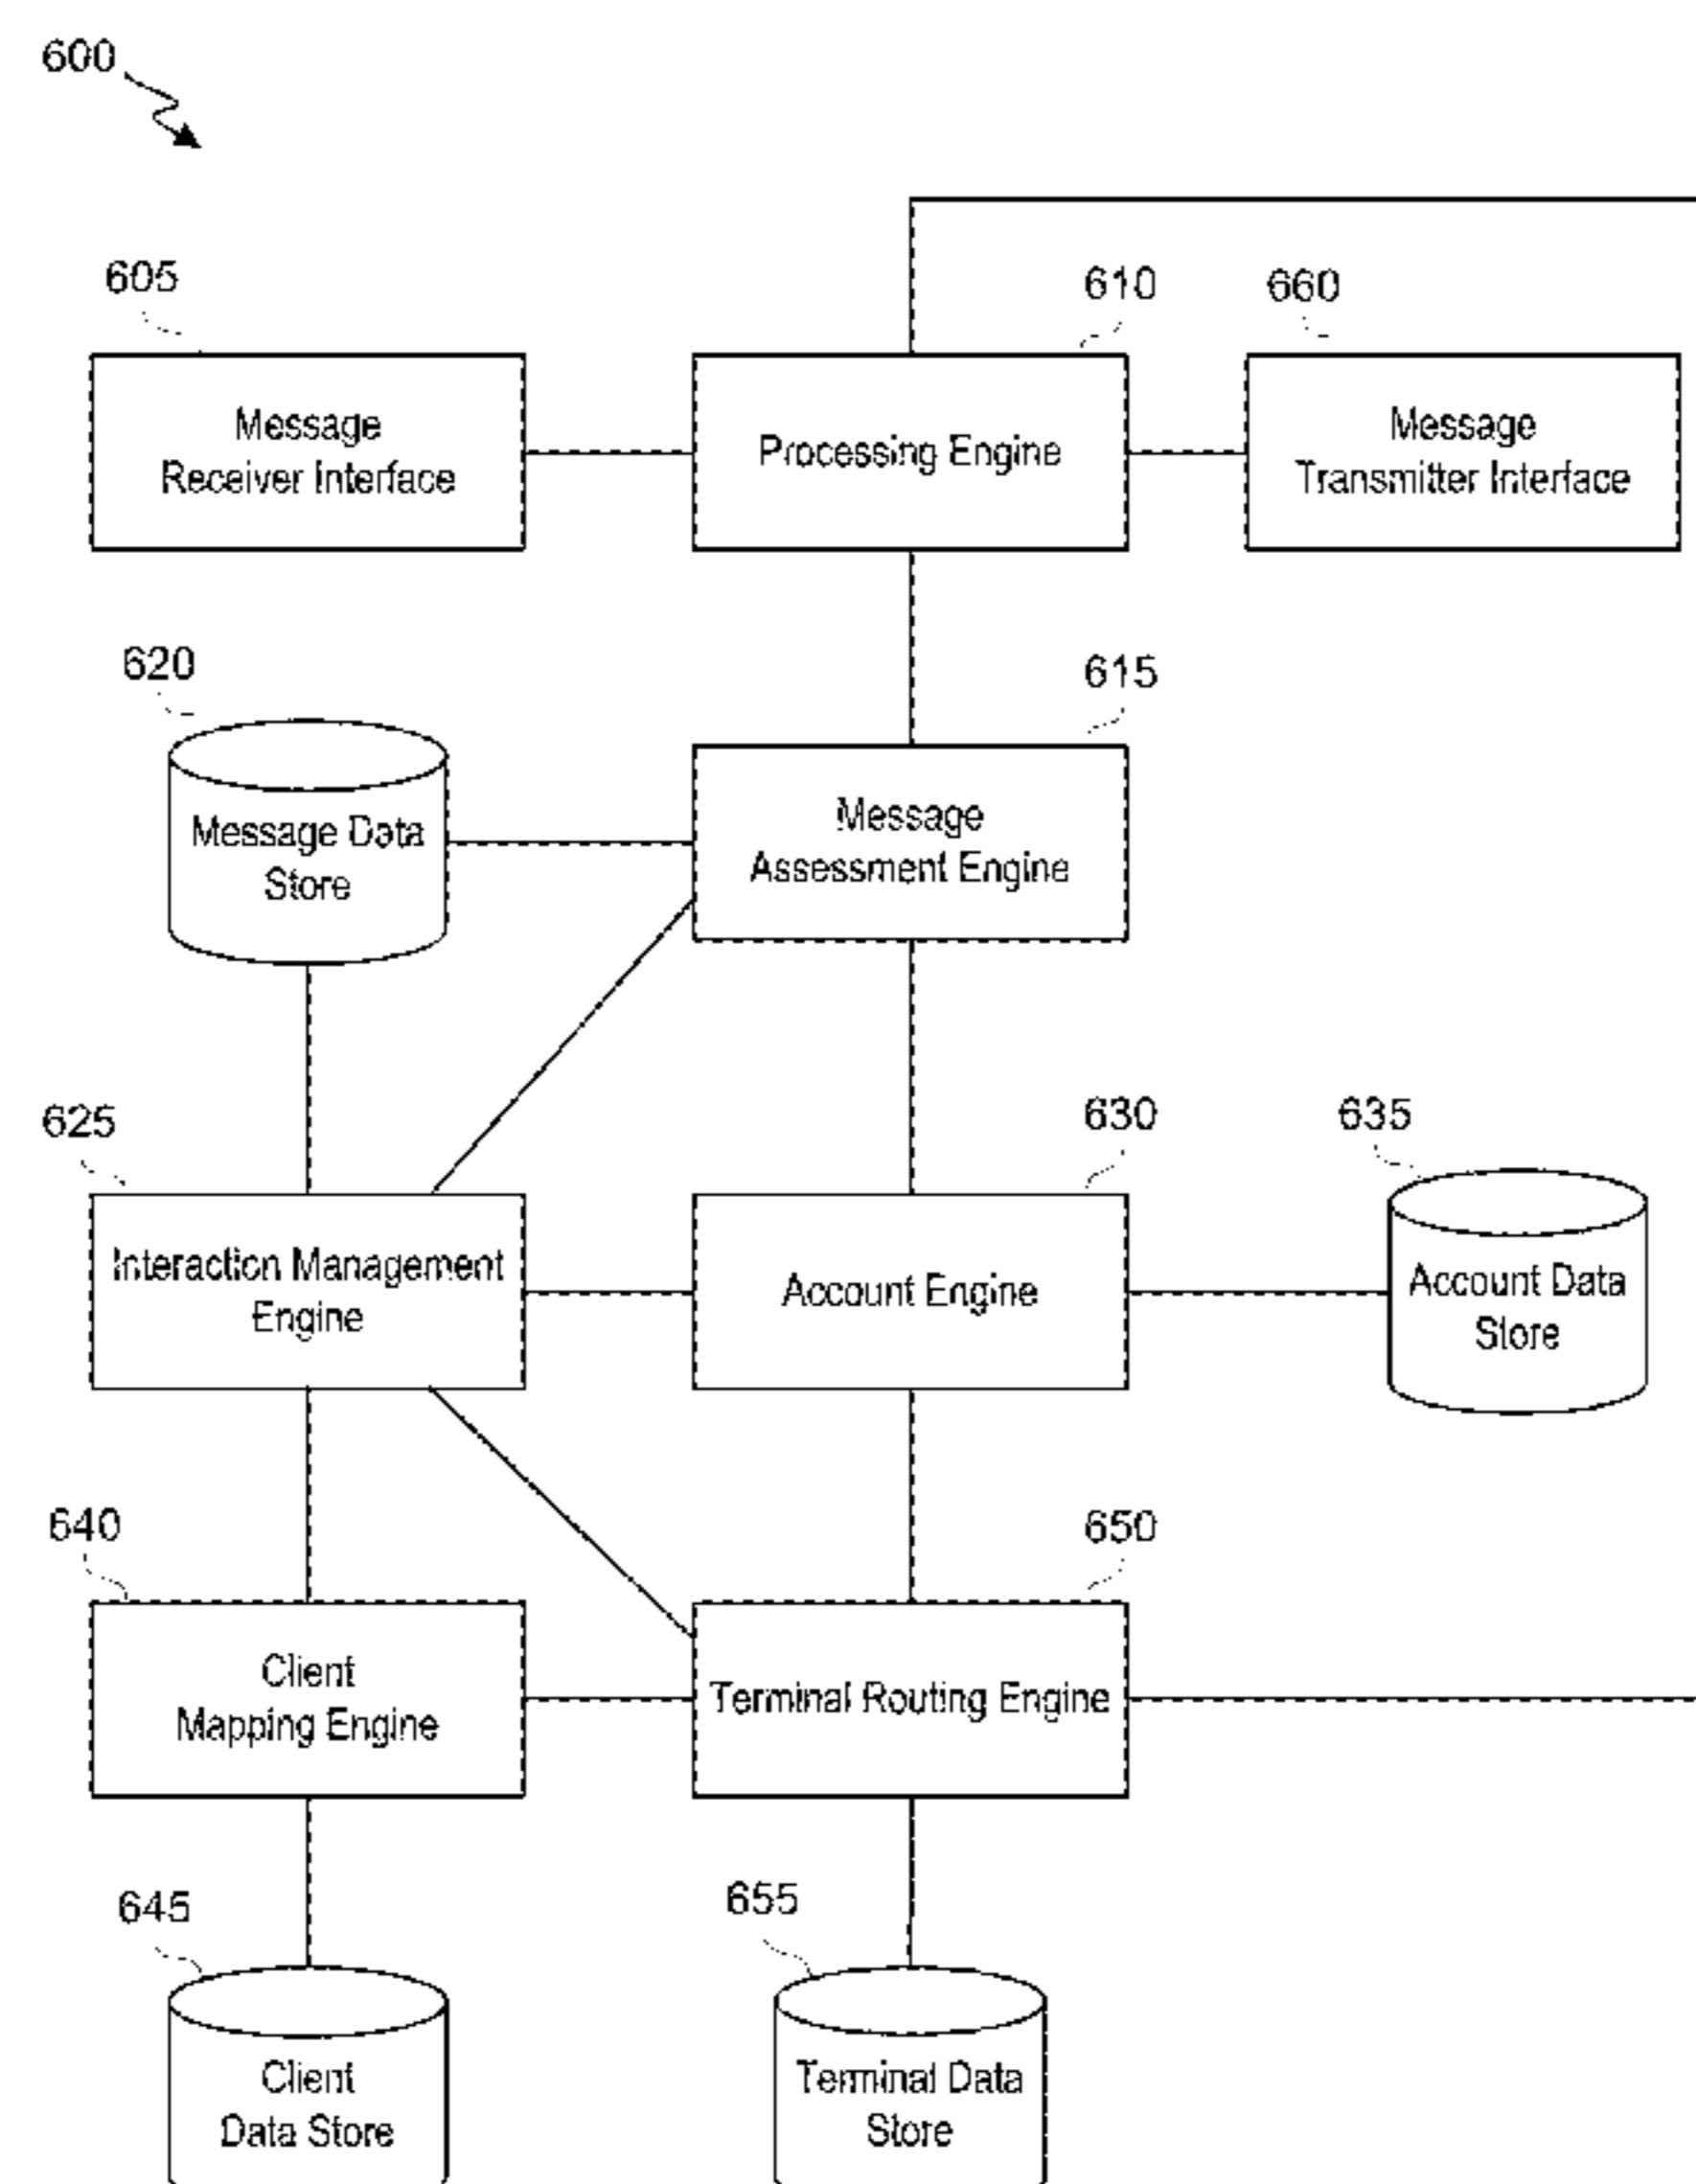 600
605
610
660
Message
Receiver Interface
Processing Engine
Message
Transmitter Interface
620
615
Message Data
Store
Message
Assessment Engine
625
630
635
Interaction Management
Engine
Account Engine
Account Data
Store
640
650
Client
Mapping Engine
Terminal Routing Engine
645
655
Client
Data Store
Terminal Data
Store